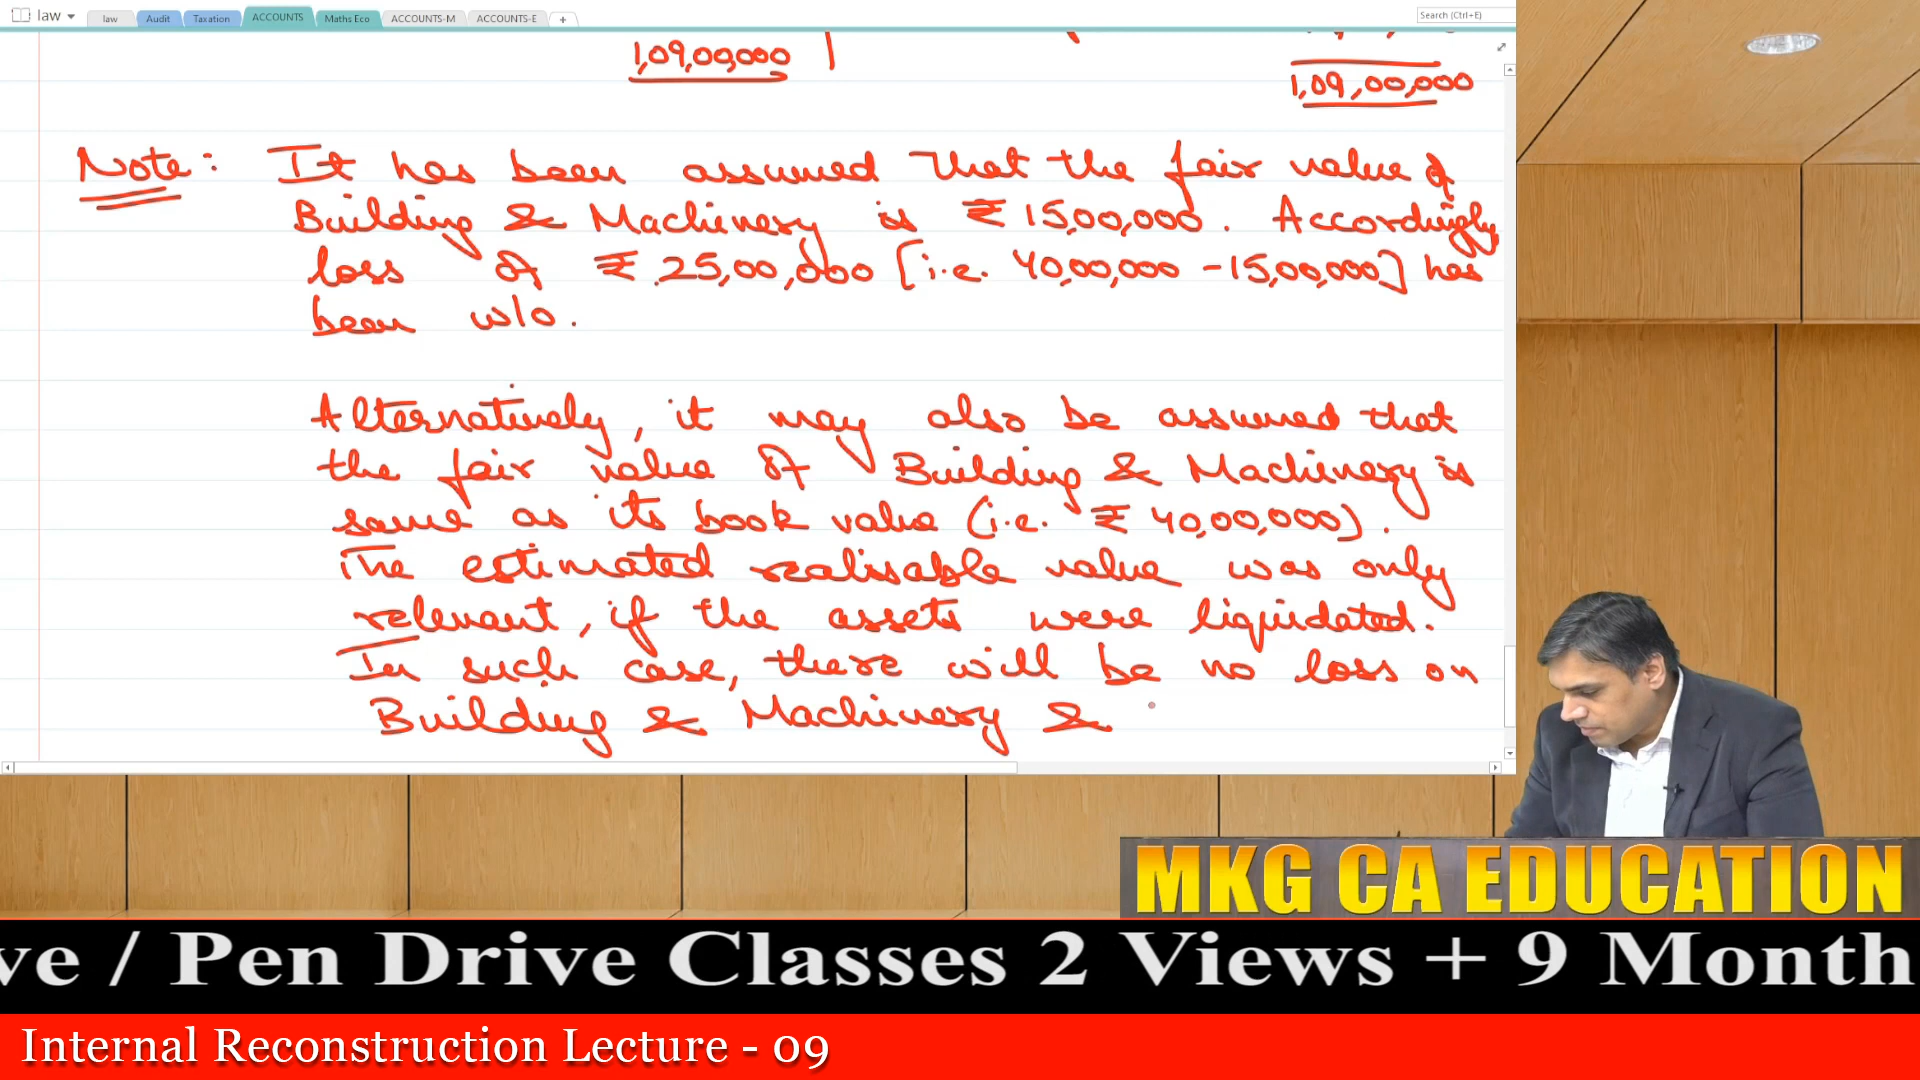 law
law Audit Taxation ACCOUNTS Maths Eco ACCOUNTS-M ACCOUNTS-E +
Search (Ctrl+E)
1,09,00,000
1,09,00,000
Note: It has been assumed that the fair value of
Building & Machinery is ₹ 15,00,000. Accordingly
loss of ₹ 25,00,000 [i.e. 40,00,000 - 15,00,000] has
been w/o.
Alternatively, it may also be assumed that
the fair value of Building & Machinery is
same as its book value (i.e. ₹ 40,00,000).
The estimated realisable value was only
relevant, if the assets were liquidated.
In such case, there will be no loss on
Building & Machinery &
MKG CA EDUCATION
ve / Pen Drive Classes 2 Views + 9 Month
Internal Reconstruction Lecture - 09